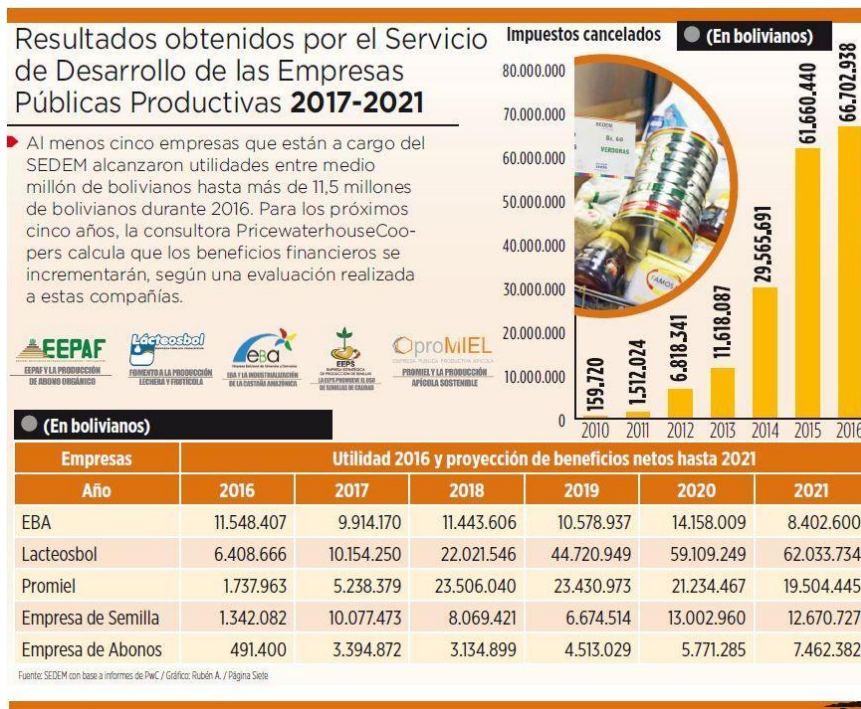 Resultados obtenidos por el Servicio
de Desarrollo de las Empresas
Públicas Productivas 2017-2021
Al menos cinco empresas que están a cargo del
SEDEM alcanzaron utilidades entre medio
millón de bolivianos hasta más de 11,5 millones
de bolivianos durante 2016. Para los próximos
cinco años, la consultora PricewaterhouseCoo-
pers calcula que los beneficios financieros se
incrementarán, según una evaluación realizada
a estas compañías.
EEPAF
EEPAF Y LA PRODUCCIÓN
DE ABONO ORGÁNICO
Lácteosbol
FOMENTO A LA PRODUCCIÓN
LECHERA Y FRUTÍCOLA
eBa
EBA Y LA INDUSTRIALIZACIÓN
DE LA CASTAÑA AMAZÓNICA
EEPS
LA EEPS PROMUEVE EL USO
DE SEMILLAS DE CALIDAD
proMIEL
PROMIEL Y LA PRODUCCIÓN
APÍCOLA SOSTENIBLE
Impuestos cancelados (En bolivianos)
80.000.000
70.000.000
60.000.000
50.000.000
40.000.000
30.000.000
20.000.000
10.000.000
0
159.720
1.512.024
6.818.341
11.618.087
29.565.691
61.660.440
66.702.938
2010 2011 2012 2013 2014 2015 2016
SEDEM
Bs. 60
VERDURAS
(En bolivianos)
Empresas Utilidad 2016 y proyección de beneficios netos hasta 2021
Año 2016 2017 2018 2019 2020 2021
EBA 11.548.407 9.914.170 11.443.606 10.578.937 14.158.009 8.402.600
Lacteosbol 6.408.666 10.154.250 22.021.546 44.720.949 59.109.249 62.033.734
Promiel 1.737.963 5.238.379 23.506.040 23.430.973 21.234.467 19.504.445
Empresa de Semilla 1.342.082 10.077.473 8.069.421 6.674.514 13.002.960 12.670.727
Empresa de Abonos 491.400 3.394.872 3.134.899 4.513.029 5.771.285 7.462.382
Fuente: SEDEM con base a informes de PwC / Gráfico: Rubén A. / Página Siete